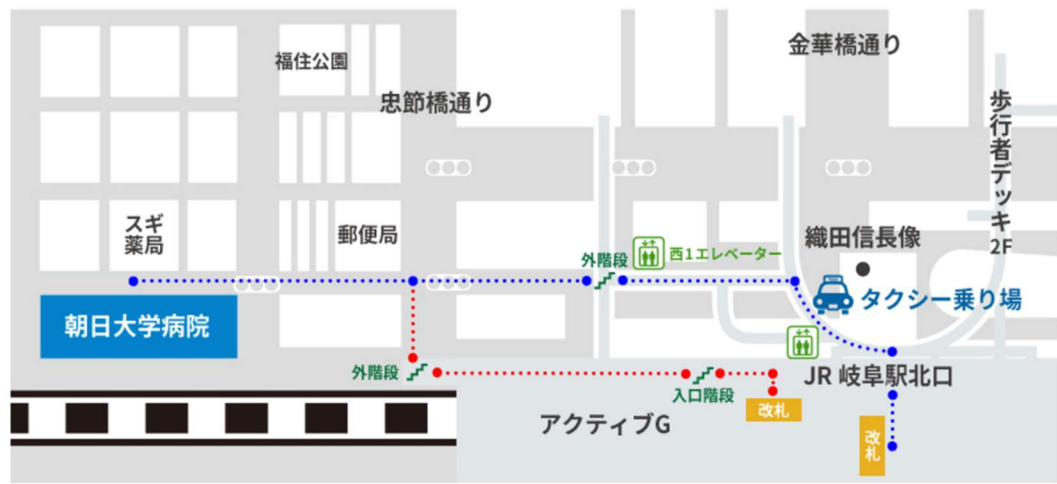 金華橋通り
福住公園
忠節橋通り
歩行者デッキ2F
スギ
薬局
郵便局
織田信長像
外階段
西1エレベーター
タクシー乗り場
朝日大学病院
外階段
入口階段
JR 岐阜駅北口
改札
アクティブG
改札